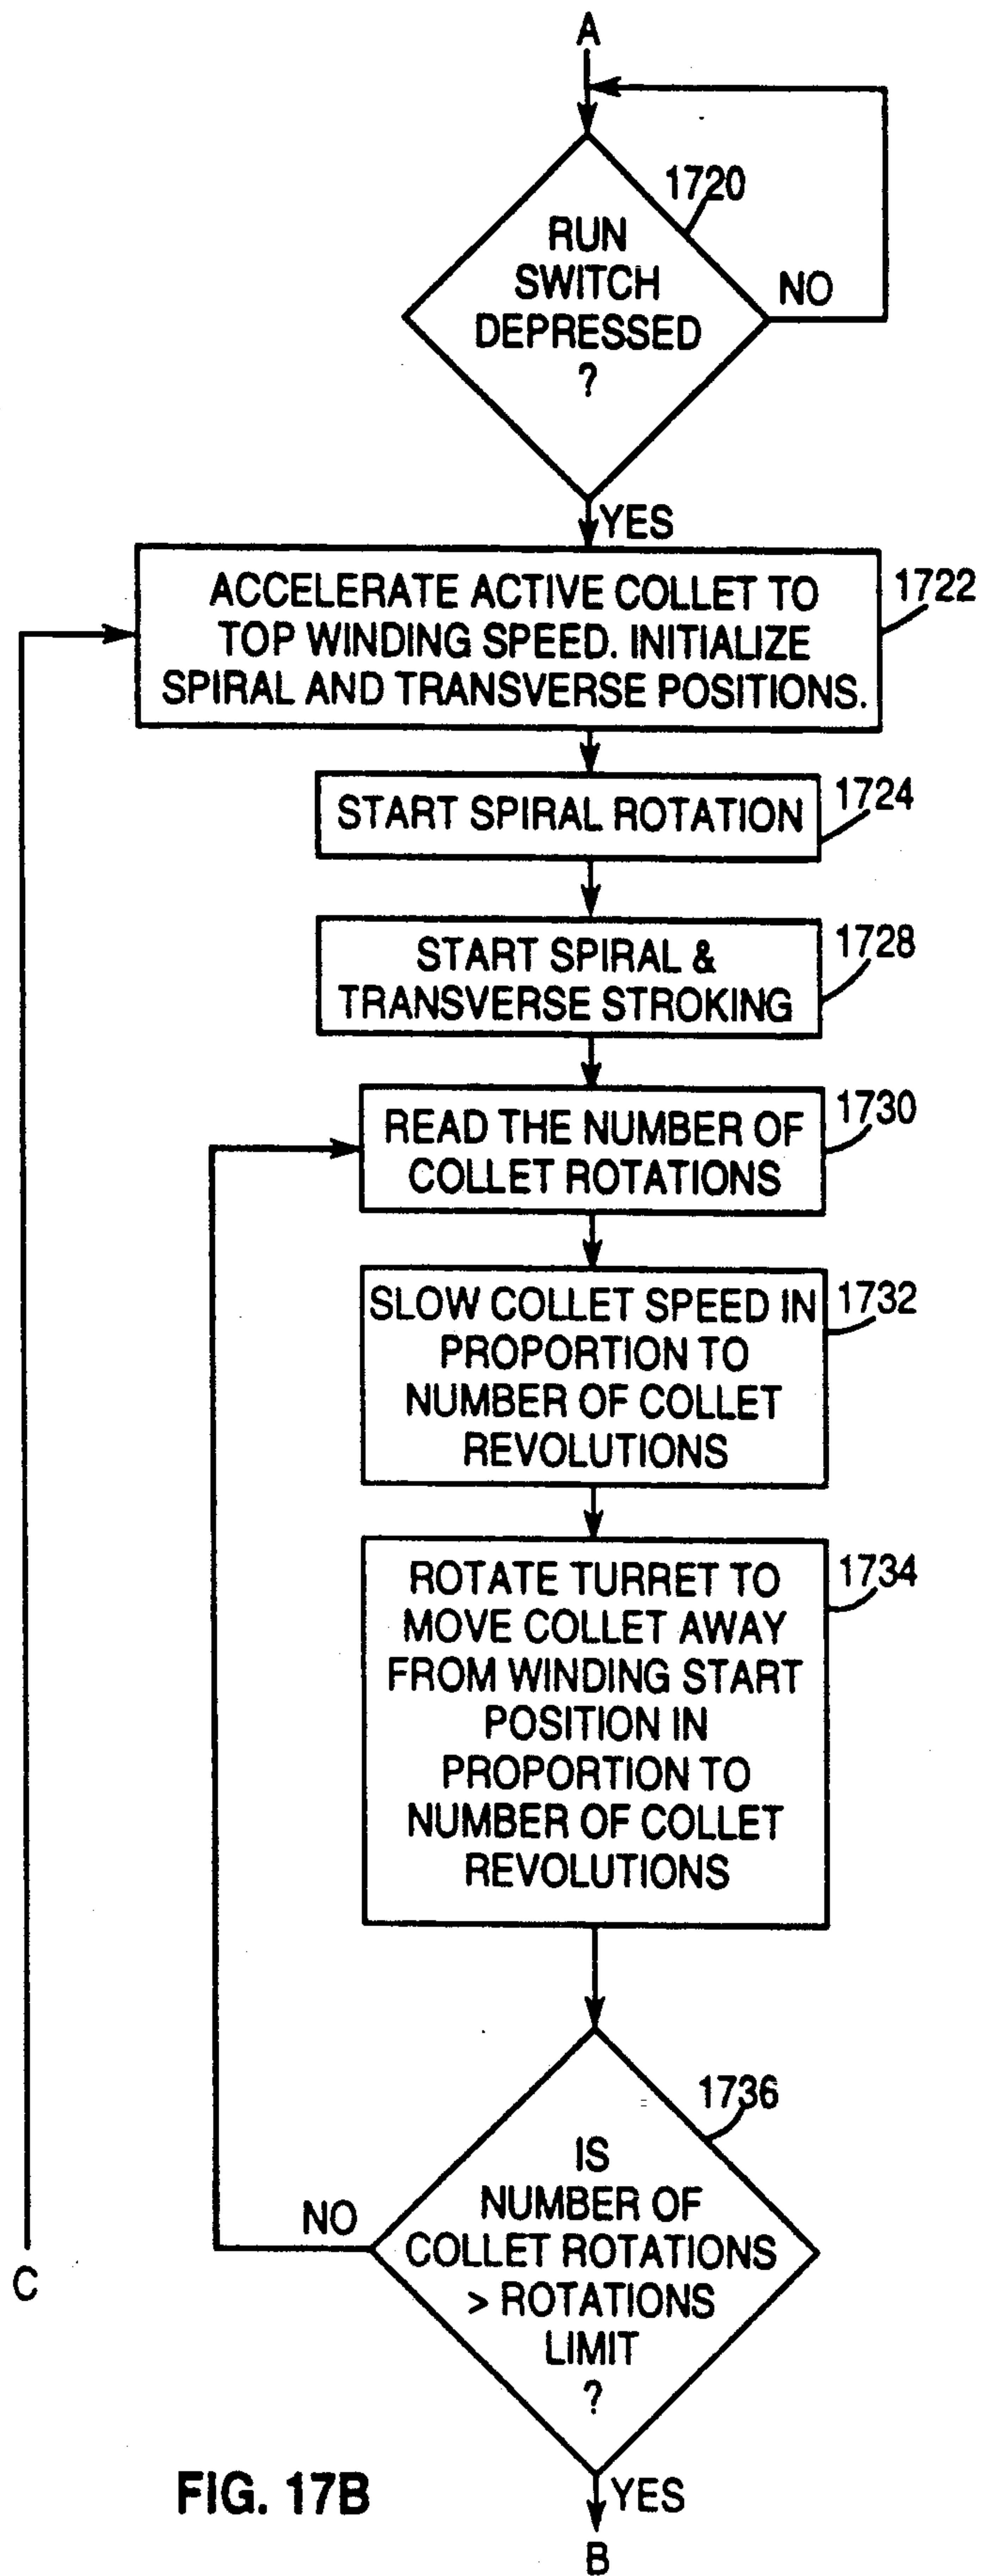 A
1720
RUN
SWITCH
DEPRESSED
?
NO
YES
ACCELERATE ACTIVE COLLET TO
TOP WINDING SPEED. INITIALIZE
SPIRAL AND TRANSVERSE POSITIONS.
1722
START SPIRAL ROTATION
1724
START SPIRAL &
TRANSVERSE STROKING
1728
READ THE NUMBER OF
COLLET ROTATIONS
1730
SLOW COLLET SPEED IN
PROPORTION TO
NUMBER OF COLLET
REVOLUTIONS
1732
ROTATE TURRET TO
MOVE COLLET AWAY
FROM WINDING START
POSITION IN
PROPORTION TO
NUMBER OF COLLET
REVOLUTIONS
1734
1736
IS
NUMBER OF
COLLET ROTATIONS
> ROTATIONS
LIMIT
?
NO
C
YES
B
FIG. 17B